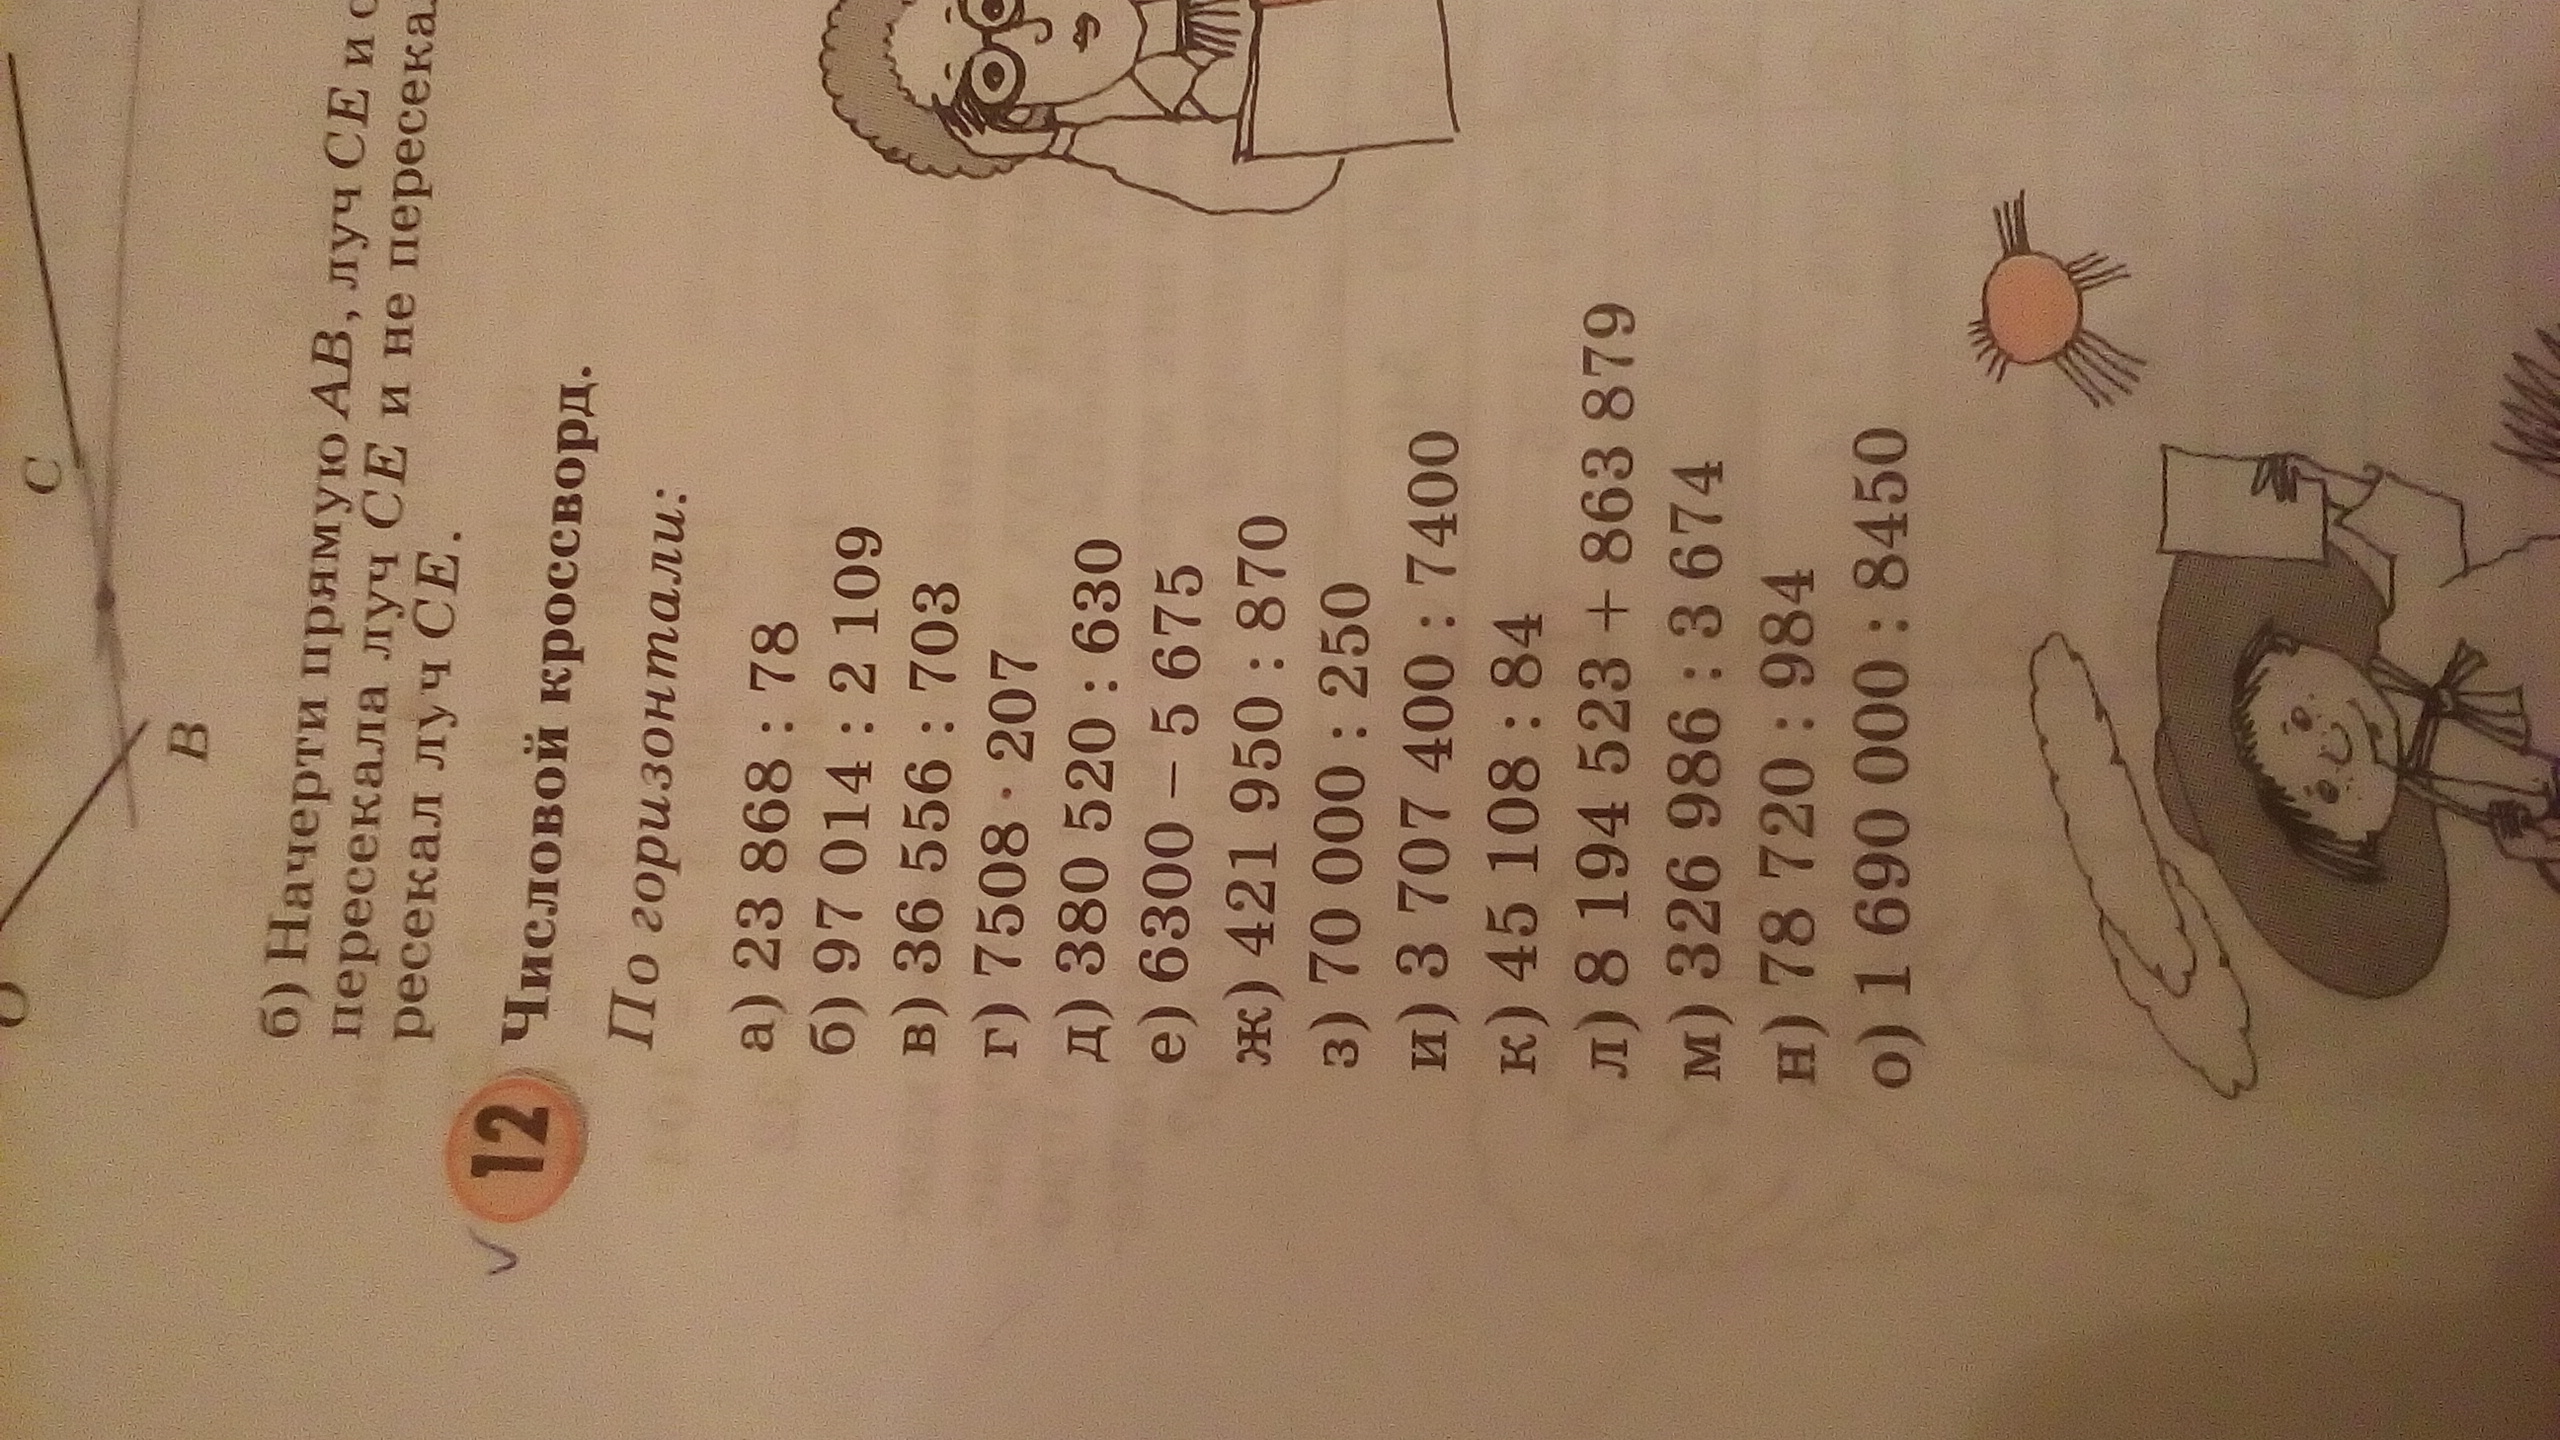 C
O
B
б) Начерти прямую AB, луч CE и
пересекала луч CE и не пересека
ресекал луч CE.
12 Числовой кроссворд.
По горизонтали:
а) 23 868 : 78
б) 97 014 : 2 109
в) 36 556 : 703
г) 7508 · 207
д) 380 520 : 630
е) 6300 – 5 675
ж) 421 950 : 870
з) 70 000 : 250
и) 3 707 400 : 7400
к) 45 108 : 84
л) 8 194 523 + 863 879
м) 326 986 : 3 674
н) 78 720 : 984
о) 1 690 000 : 8450